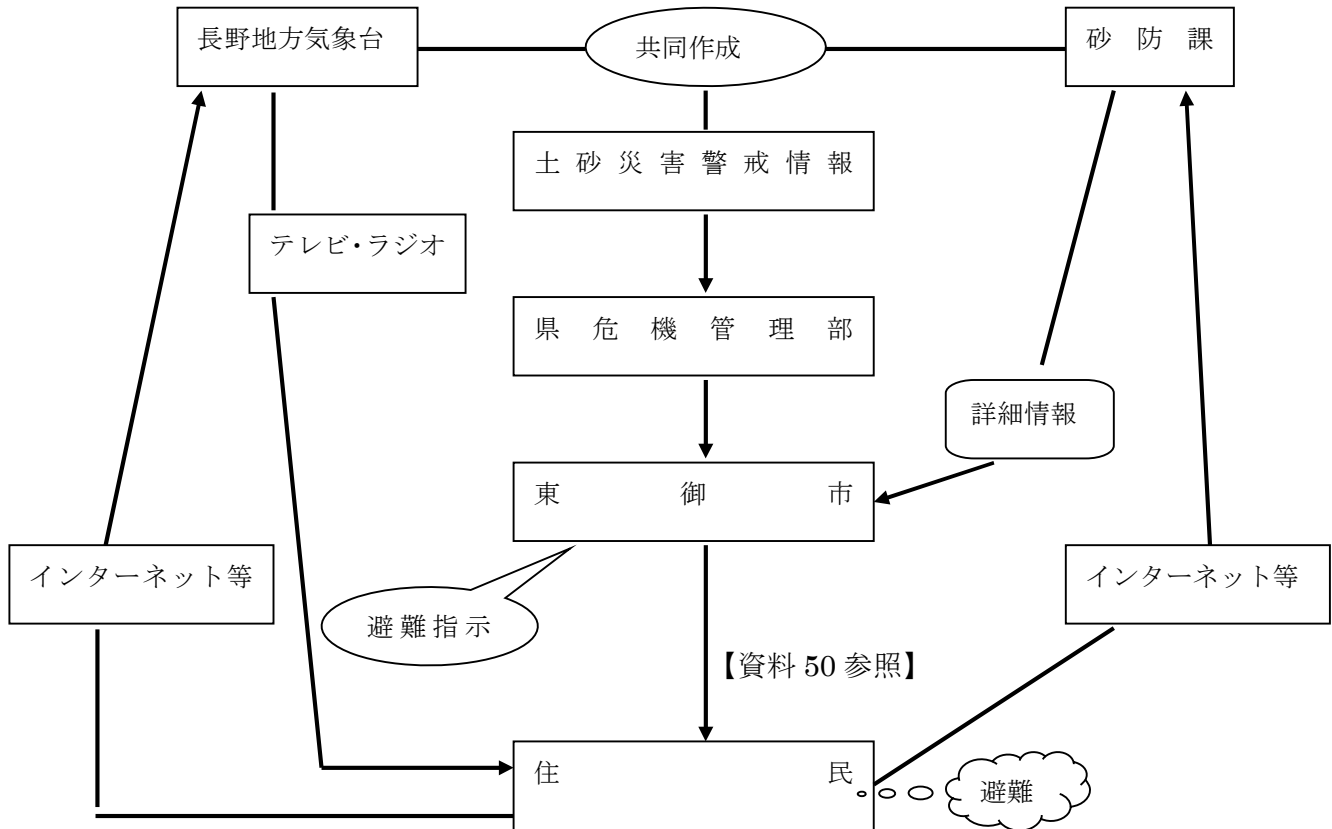 長野地方気象台
共同作成
砂防課
土砂災害警戒情報
テレビ・ラジオ
県危機管理部
詳細情報
東御市
インターネット等
インターネット等
避難指示
【資料 50 参照】
住民
避難